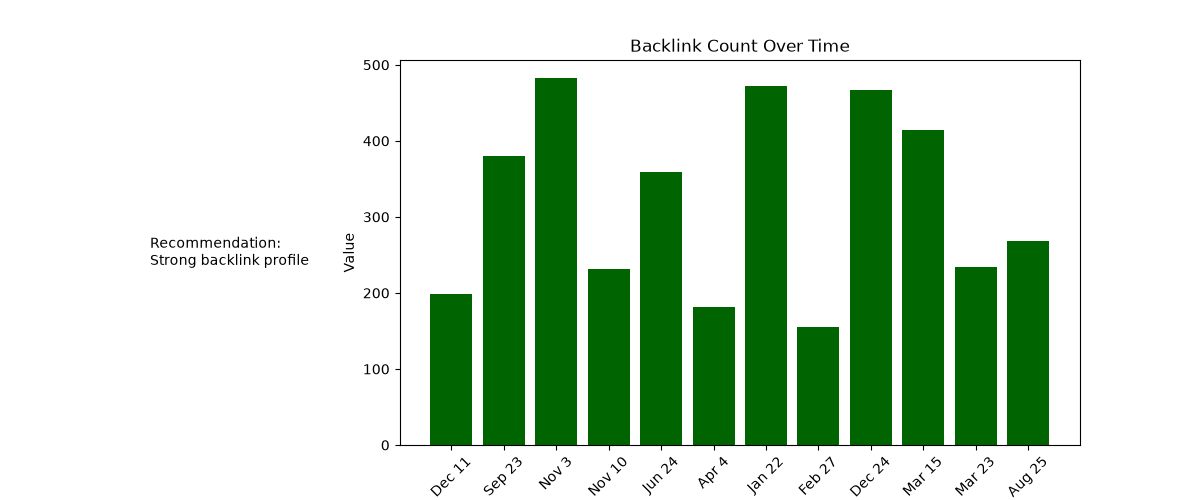 Backlink Count Over Time
Recommendation:
Strong backlink profile
Value
500
400
300
200
100
0
Dec 11
Sep 23
Nov 3
Nov 10
Jun 24
Apr 4
Jan 22
Feb 27
Dec 24
Mar 15
Mar 23
Aug 25